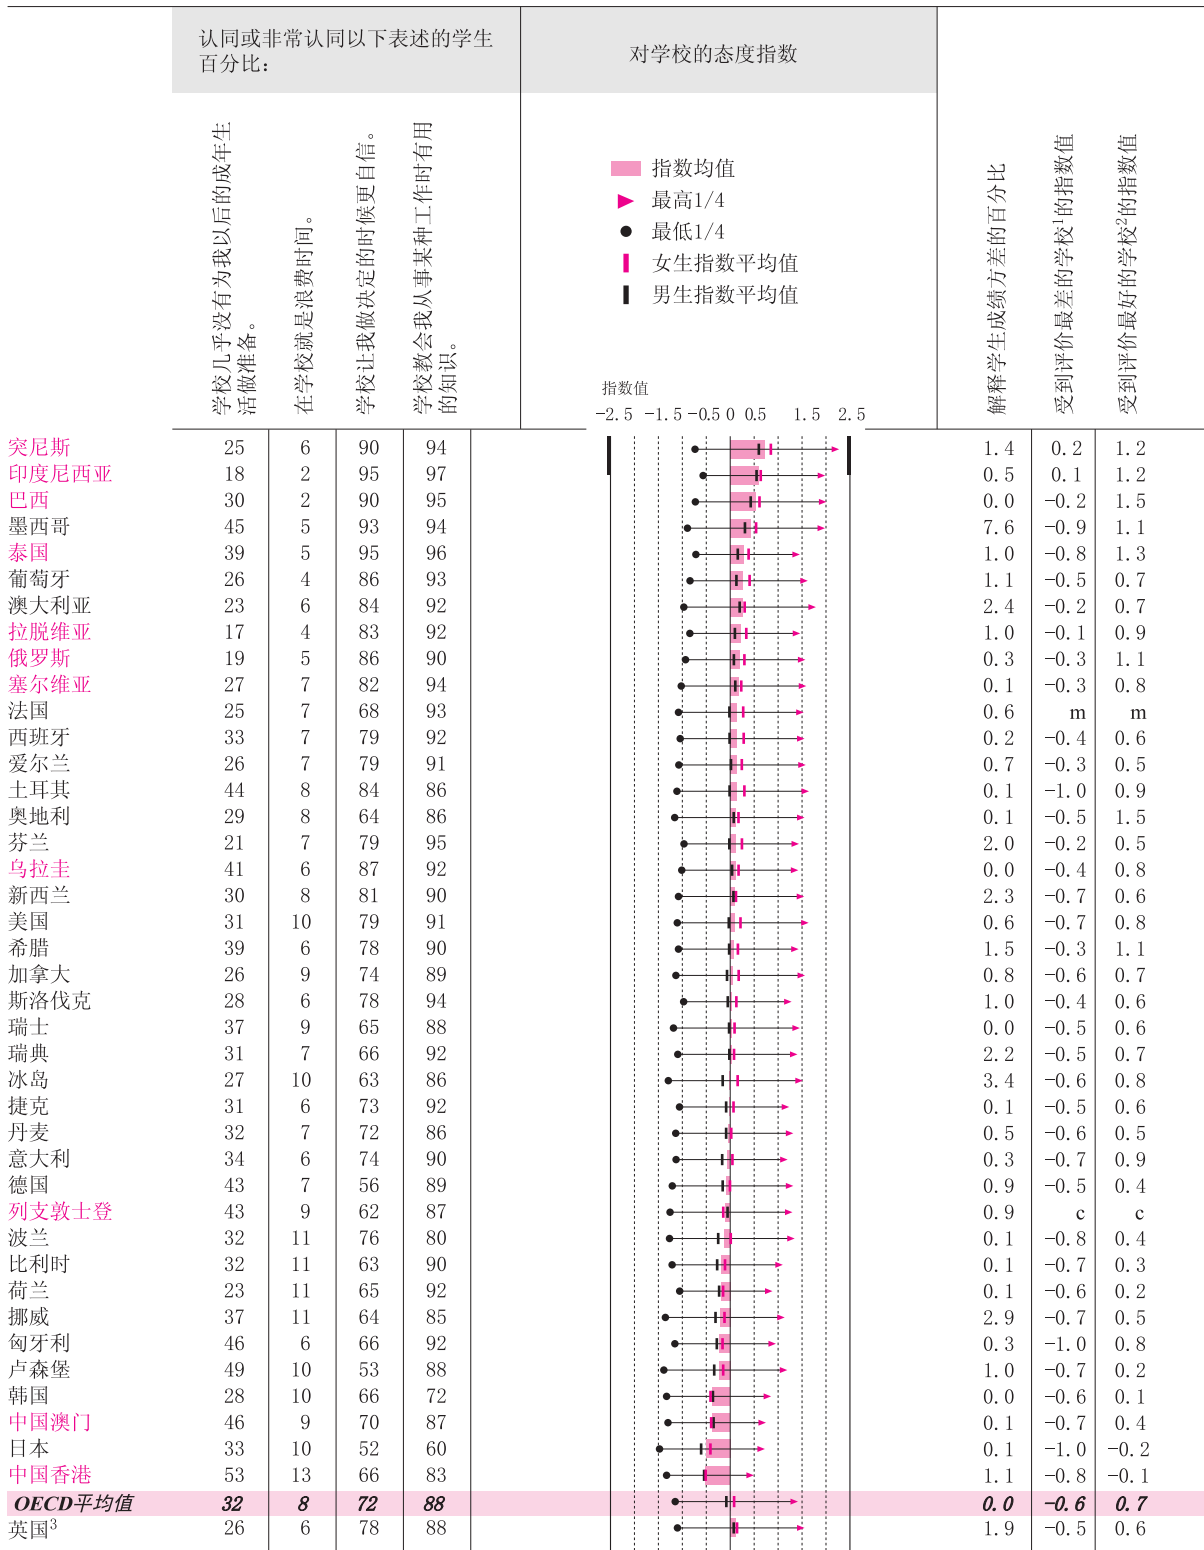 认同或非常认同以下表述的学生
百分比：
对学校的态度指数
学校几乎没有为我以后的成年生
活做准备。
在学校就是浪费时间。
学校让我做决定的时候更自信。
学校教会我从事某种工作时有用
的知识。
指数均值
最高1/4
最低1/4
女生指数平均值
男生指数平均值
解释学生成绩方差的百分比
受到评价最差的学校1的指数值
受到评价最好的学校2的指数值
指数值
-2.5 -1.5 -0.5 0 0.5 1.5 2.5
突尼斯 25 6 90 94 1.4 0.2 1.2
印度尼西亚 18 2 95 97 0.5 0.1 1.2
巴西 30 2 90 95 0.0 -0.2 1.5
墨西哥 45 5 93 94 7.6 -0.9 1.1
泰国 39 5 95 96 1.0 -0.8 1.3
葡萄牙 26 4 86 93 1.1 -0.5 0.7
澳大利亚 23 6 84 92 2.4 -0.2 0.7
拉脱维亚 17 4 83 92 1.0 -0.1 0.9
俄罗斯 19 5 86 90 0.3 -0.3 1.1
塞尔维亚 27 7 82 94 0.1 -0.3 0.8
法国 25 7 68 93 0.6 m m
西班牙 33 7 79 92 0.2 -0.4 0.6
爱尔兰 26 7 79 91 0.7 -0.3 0.5
土耳其 44 8 84 86 0.1 -1.0 0.9
奥地利 29 8 64 86 0.1 -0.5 1.5
芬兰 21 7 79 95 2.0 -0.2 0.5
乌拉圭 41 6 87 92 0.0 -0.4 0.8
新西兰 30 8 81 90 2.3 -0.7 0.6
美国 31 10 79 91 0.6 -0.7 0.8
希腊 39 6 78 90 1.5 -0.3 1.1
加拿大 26 9 74 89 0.8 -0.6 0.7
斯洛伐克 28 6 78 94 1.0 -0.4 0.6
瑞士 37 9 65 88 0.0 -0.5 0.6
瑞典 31 7 66 92 2.2 -0.5 0.7
冰岛 27 10 63 86 3.4 -0.6 0.8
捷克 31 6 73 92 0.1 -0.5 0.6
丹麦 32 7 72 86 0.5 -0.6 0.5
意大利 34 6 74 90 0.3 -0.7 0.9
德国 43 7 56 89 0.9 -0.5 0.4
列支敦士登 43 9 62 87 0.9 c c
波兰 32 11 76 80 0.1 -0.8 0.4
比利时 32 11 63 90 0.1 -0.7 0.3
荷兰 23 11 65 92 0.1 -0.6 0.2
挪威 37 11 64 85 2.9 -0.7 0.5
匈牙利 46 6 66 92 0.3 -1.0 0.8
卢森堡 49 10 53 88 1.0 -0.7 0.2
韩国 28 10 66 72 0.0 -0.6 0.1
中国澳门 46 9 70 87 0.1 -0.7 0.4
日本 33 10 52 60 0.1 -1.0 -0.2
中国香港 53 13 66 83 1.1 -0.8 -0.1
OECD平均值 32 8 72 88 0.0 -0.6 0.7
英国3 26 6 78 88 1.9 -0.5 0.6